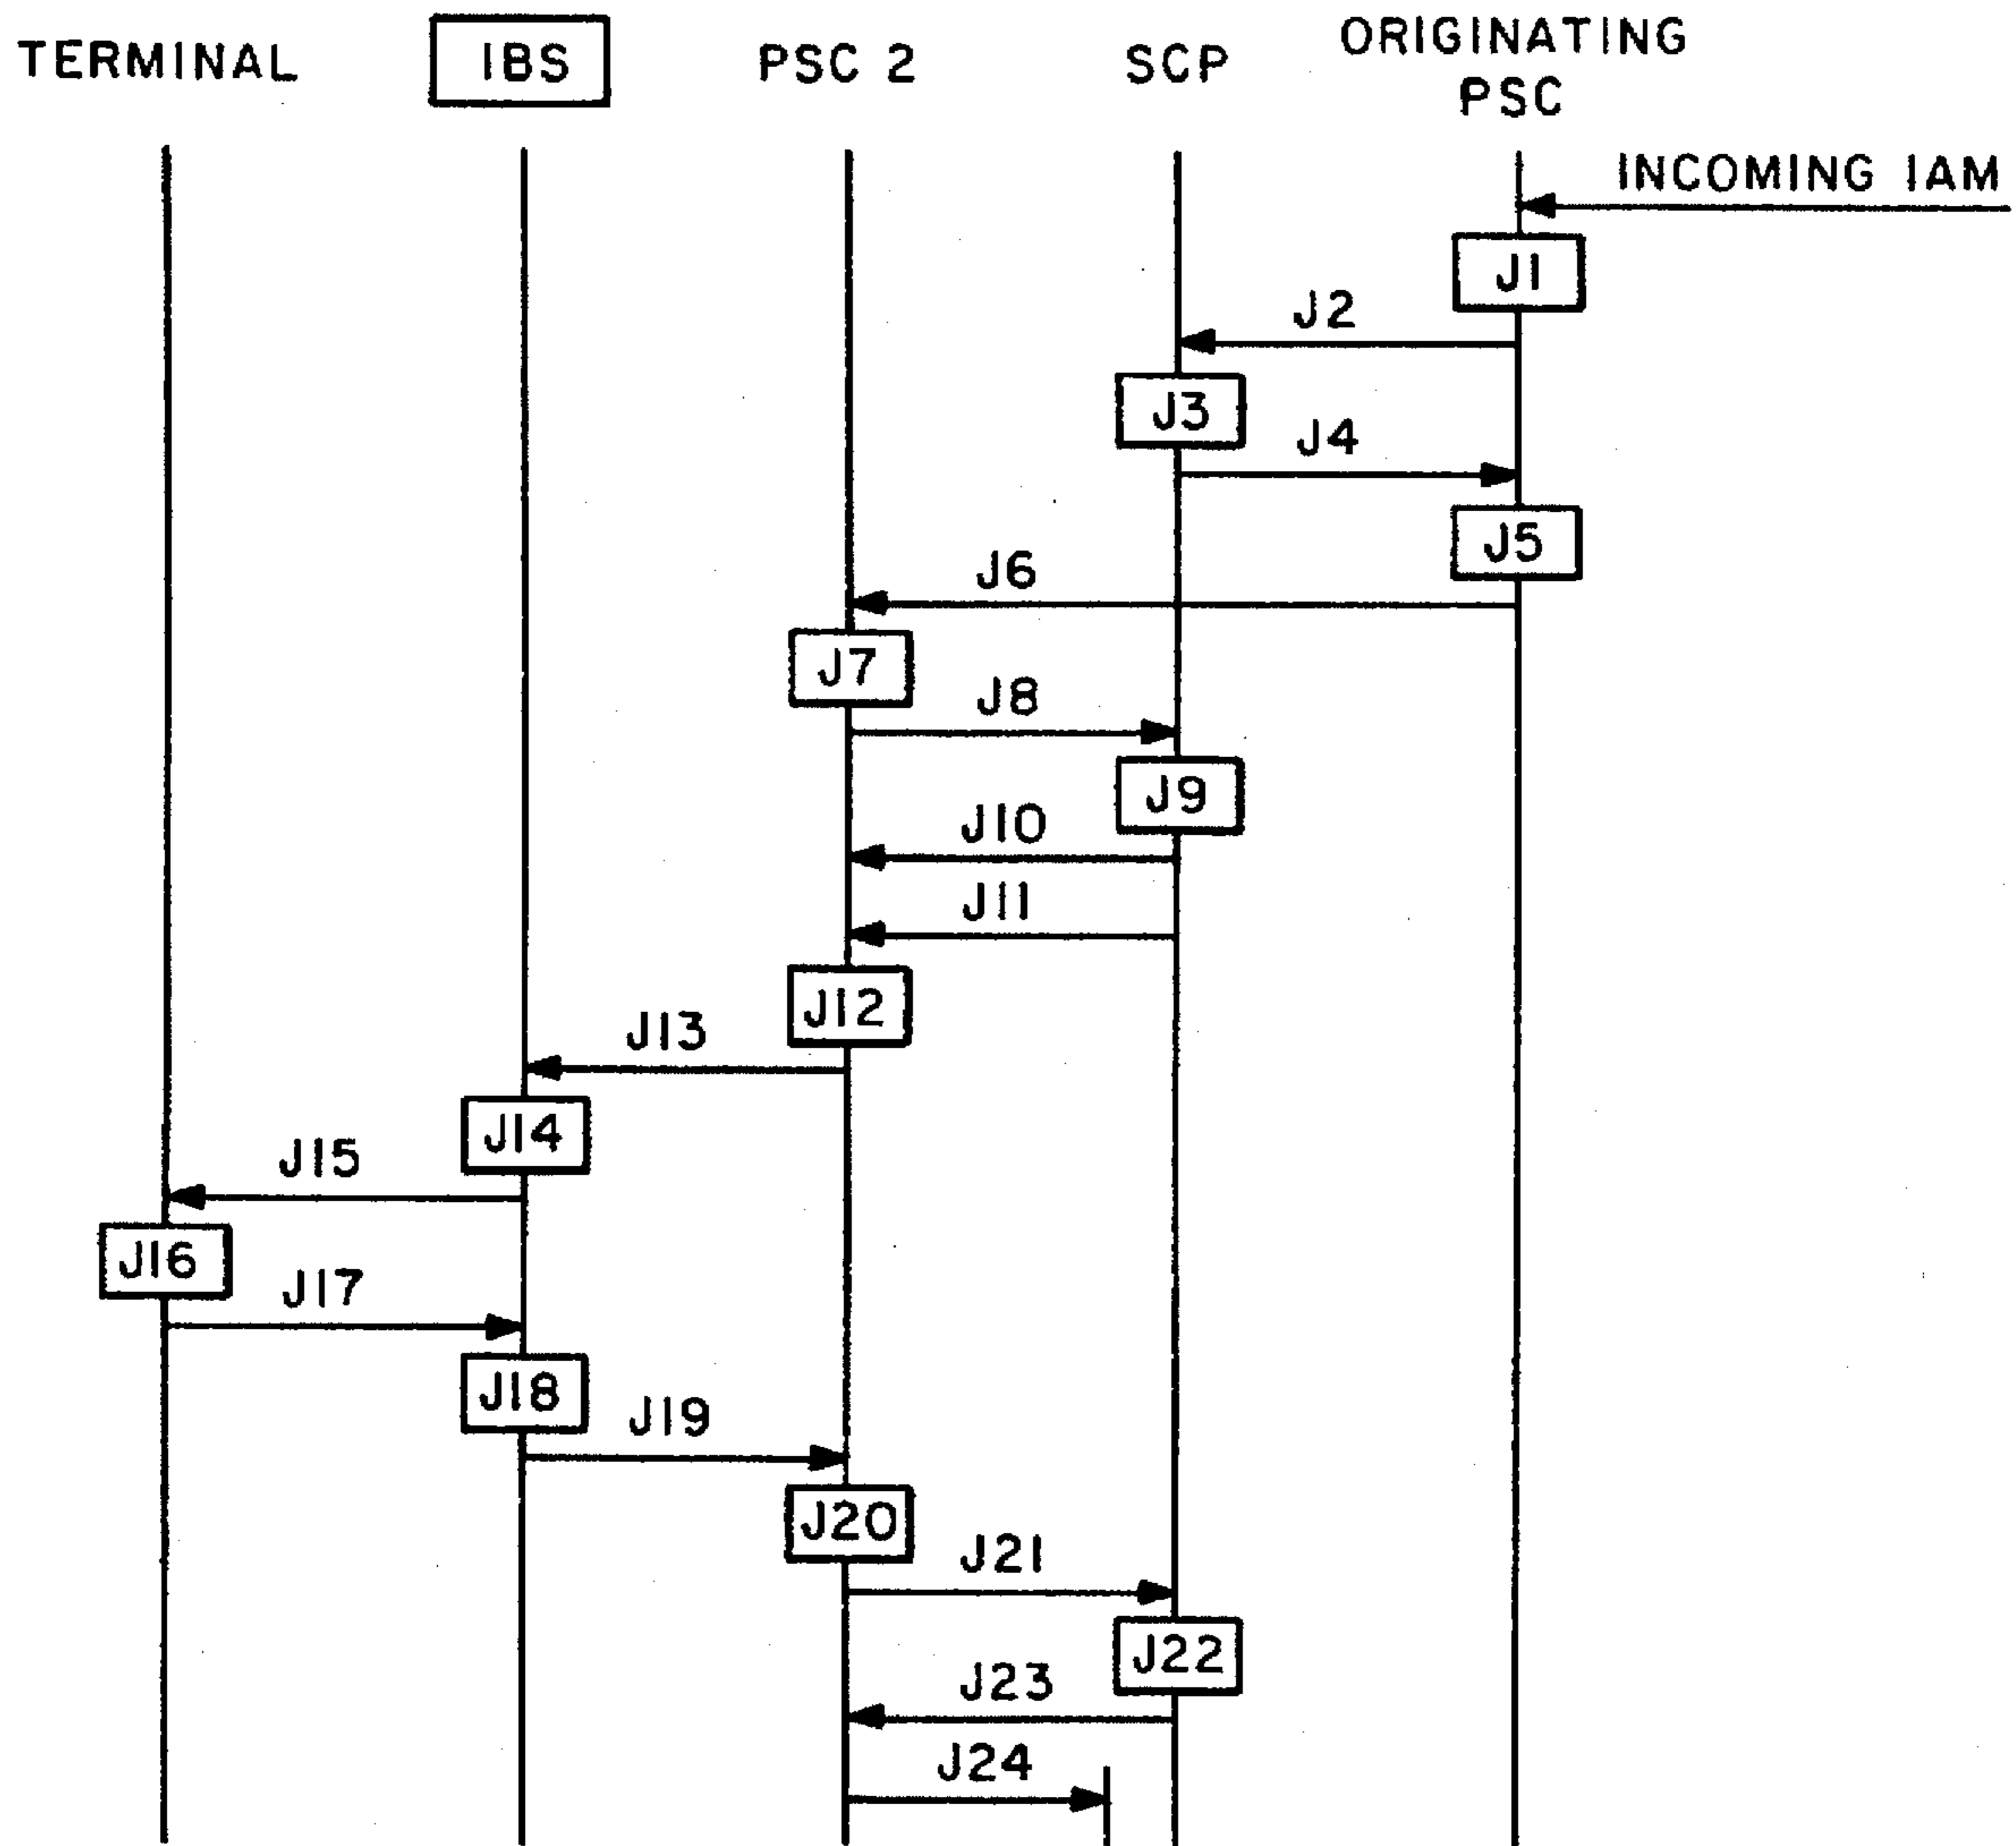 TERMINAL
IBS
PSC 2
SCP
ORIGINATING
PSC
INCOMING IAM
J1
J2
J3
J4
J5
J6
J7
J8
J9
J10
J11
J12
J13
J14
J15
J16
J17
J18
J19
J20
J21
J22
J23
J24